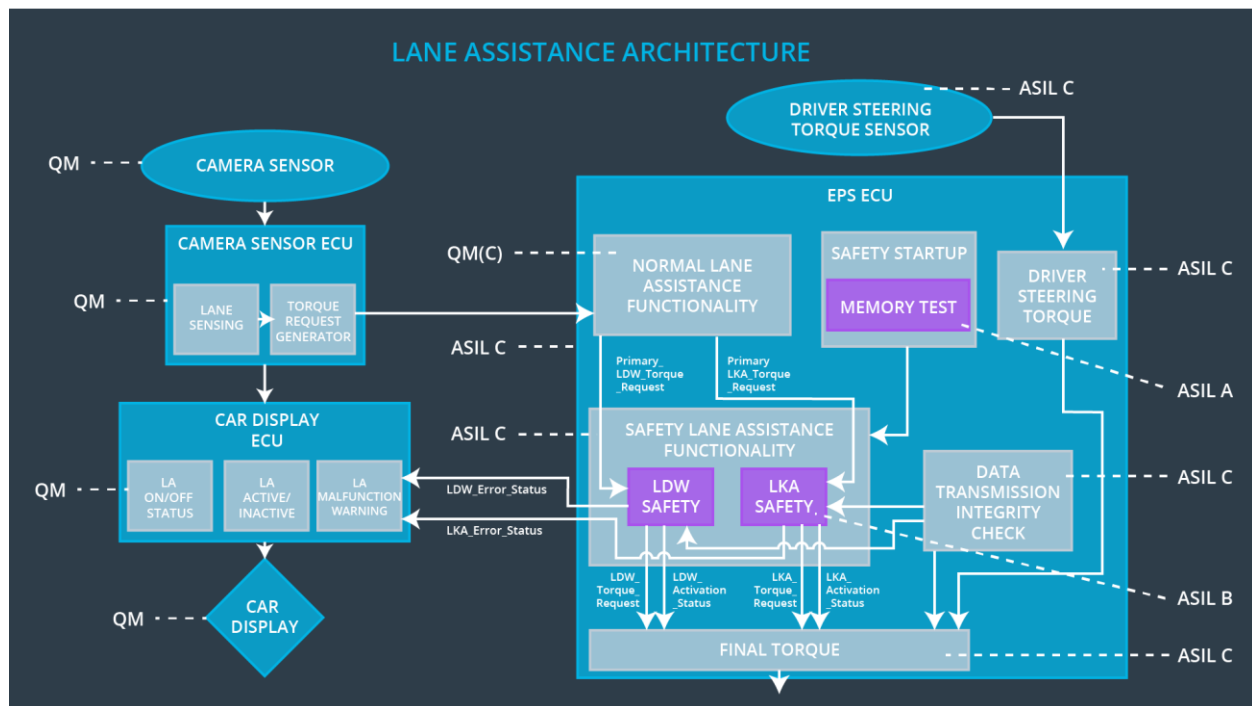 LANE ASSISTANCE ARCHITECTURE
ASIL C
DRIVER STEERING
TORQUE SENSOR
QM
CAMERA SENSOR
EPS ECU
CAMERA SENSOR ECU
QM(C)
NORMAL LANE
ASSISTANCE
FUNCTIONALITY
SAFETY STARTUP
MEMORY TEST
DRIVER
STEERING
TORQUE
ASIL C
QM
LANE
SENSING
TORQUE
REQUEST
GENERATOR
ASIL C
Primary_
LDW_Torque
_Request
Primary
LKA_Torque
_Request
ASIL A
CAR DISPLAY
ECU
ASIL C
SAFETY LANE ASSISTANCE
FUNCTIONALITY
QM
LA
ON/OFF
STATUS
LA
ACTIVE/
INACTIVE
LA
MALFUNCTION
WARNING
LDW_Error_Status
LKA_Error_Status
LDW
SAFETY
LKA
SAFETY
DATA
TRANSMISSION
INTEGRITY
CHECK
ASIL C
LDW_
Torque_
Request
LDW_
Activation
_Status
LKA_
Torque_
Request
LKA_
Activation
_Status
ASIL B
QM
CAR
DISPLAY
FINAL TORQUE
ASIL C